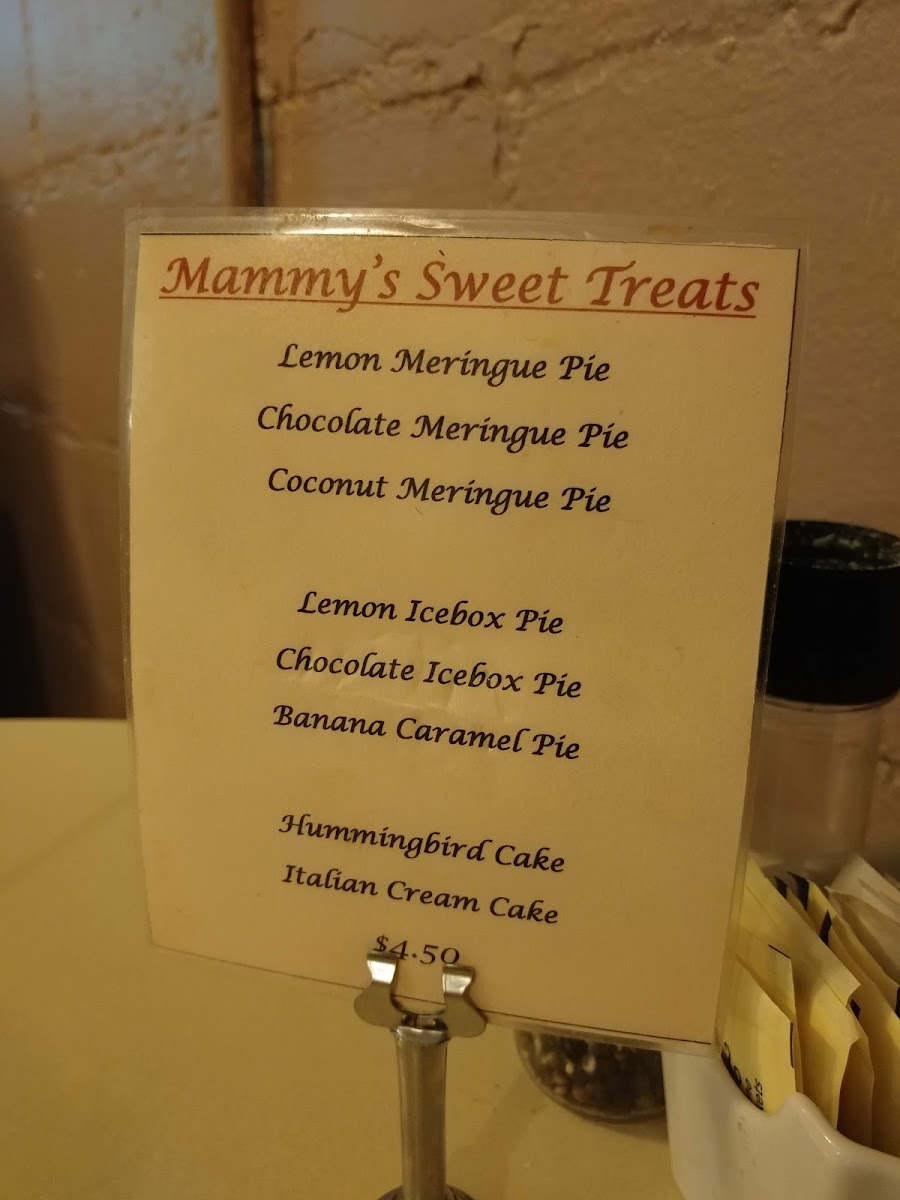 Mammy's Sweet Treats
Lemon Meringue Pie
Chocolate Meringue Pie
Coconut Meringue Pie
Lemon Icebox Pie
Chocolate Icebox Pie
Banana Caramel Pie
Hummingbird Cake
Italian Cream Cake
$4.50